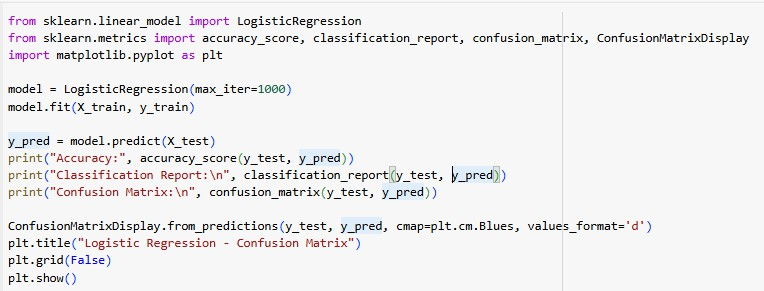 from sklearn.linear_model import LogisticRegression
from sklearn.metrics import accuracy_score, classification_report, confusion_matrix, ConfusionMatrixDisplay
import matplotlib.pyplot as plt

model = LogisticRegression(max_iter=1000)
model.fit(X_train, y_train)

y_pred = model.predict(X_test)
print("Accuracy:", accuracy_score(y_test, y_pred))
print("Classification Report:\n", classification_report(y_test, y_pred))
print("Confusion Matrix:\n", confusion_matrix(y_test, y_pred))

ConfusionMatrixDisplay.from_predictions(y_test, y_pred, cmap=plt.cm.Blues, values_format='d')
plt.title("Logistic Regression - Confusion Matrix")
plt.grid(False)
plt.show()